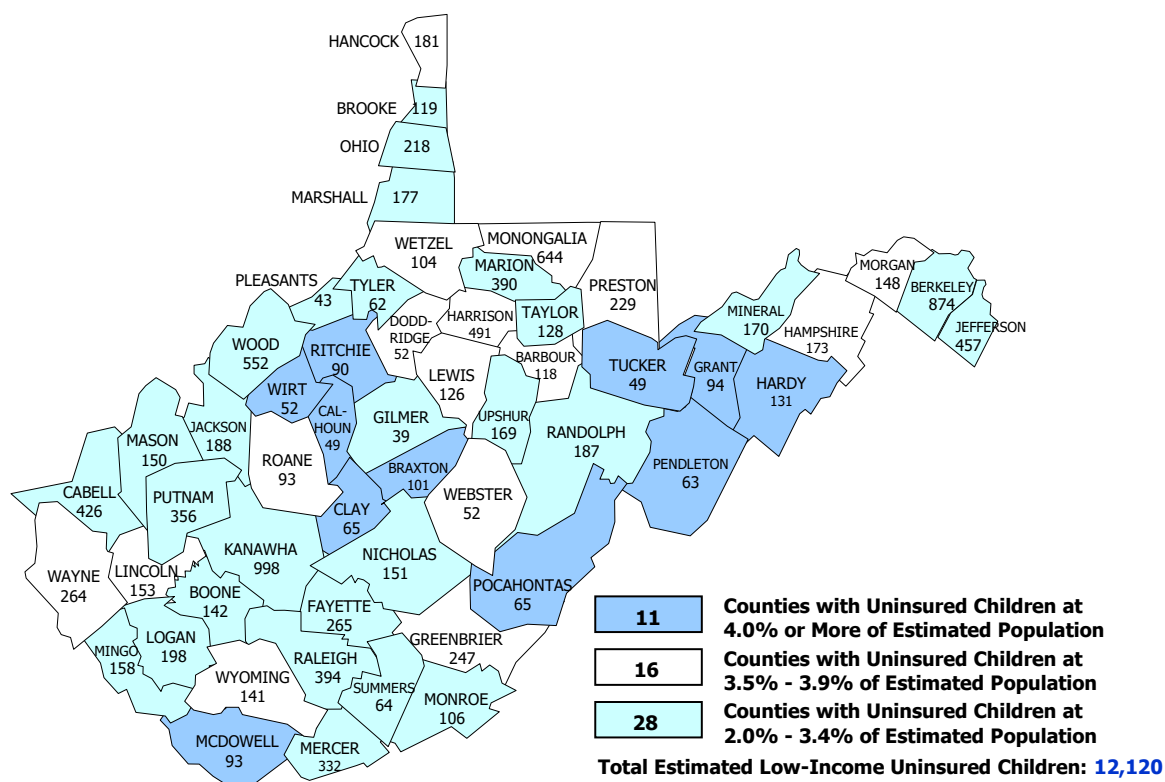 HANCOCK 181
BROOKE 119
OHIO 218
MARSHALL 177
WETZEL
104
MONONGALIA
644
MARION
390
PRESTON
229
MORGAN
148
BERKELEY
874
JEFFERSON
457
PLEASANTS
43
TYLER
62
DODD-
RIDGE
52
HARRISON
491
TAYLOR
128
MINERAL
170
HAMPSHIRE
173
WOOD
552
RITCHIE
90
BARBOUR
118
TUCKER
49
GRANT
94
HARDY
131
WIRT
52
CAL-
HOUN
49
LEWIS
126
GILMER
39
UPSHUR
169
RANDOLPH
187
PENDLETON
63
JACKSON
188
MASON
150
ROANE
93
BRAXTON
101
WEBSTER
52
CABELL
426
PUTNAM
356
CLAY
65
KANAWHA
998
NICHOLAS
151
POCAHONTAS
65
WAYNE
264
LINCOLN
153
BOONE
142
FAYETTE
265
GREENBRIER
247
MINGO
158
LOGAN
198
WYOMING
141
RALEIGH
394
SUMMERS
64
MONROE
106
MCDOWELL
93
MERCER
332
11 Counties with Uninsured Children at
4.0% or More of Estimated Population
16 Counties with Uninsured Children at
3.5% - 3.9% of Estimated Population
28 Counties with Uninsured Children at
2.0% - 3.4% of Estimated Population
Total Estimated Low-Income Uninsured Children: 12,120